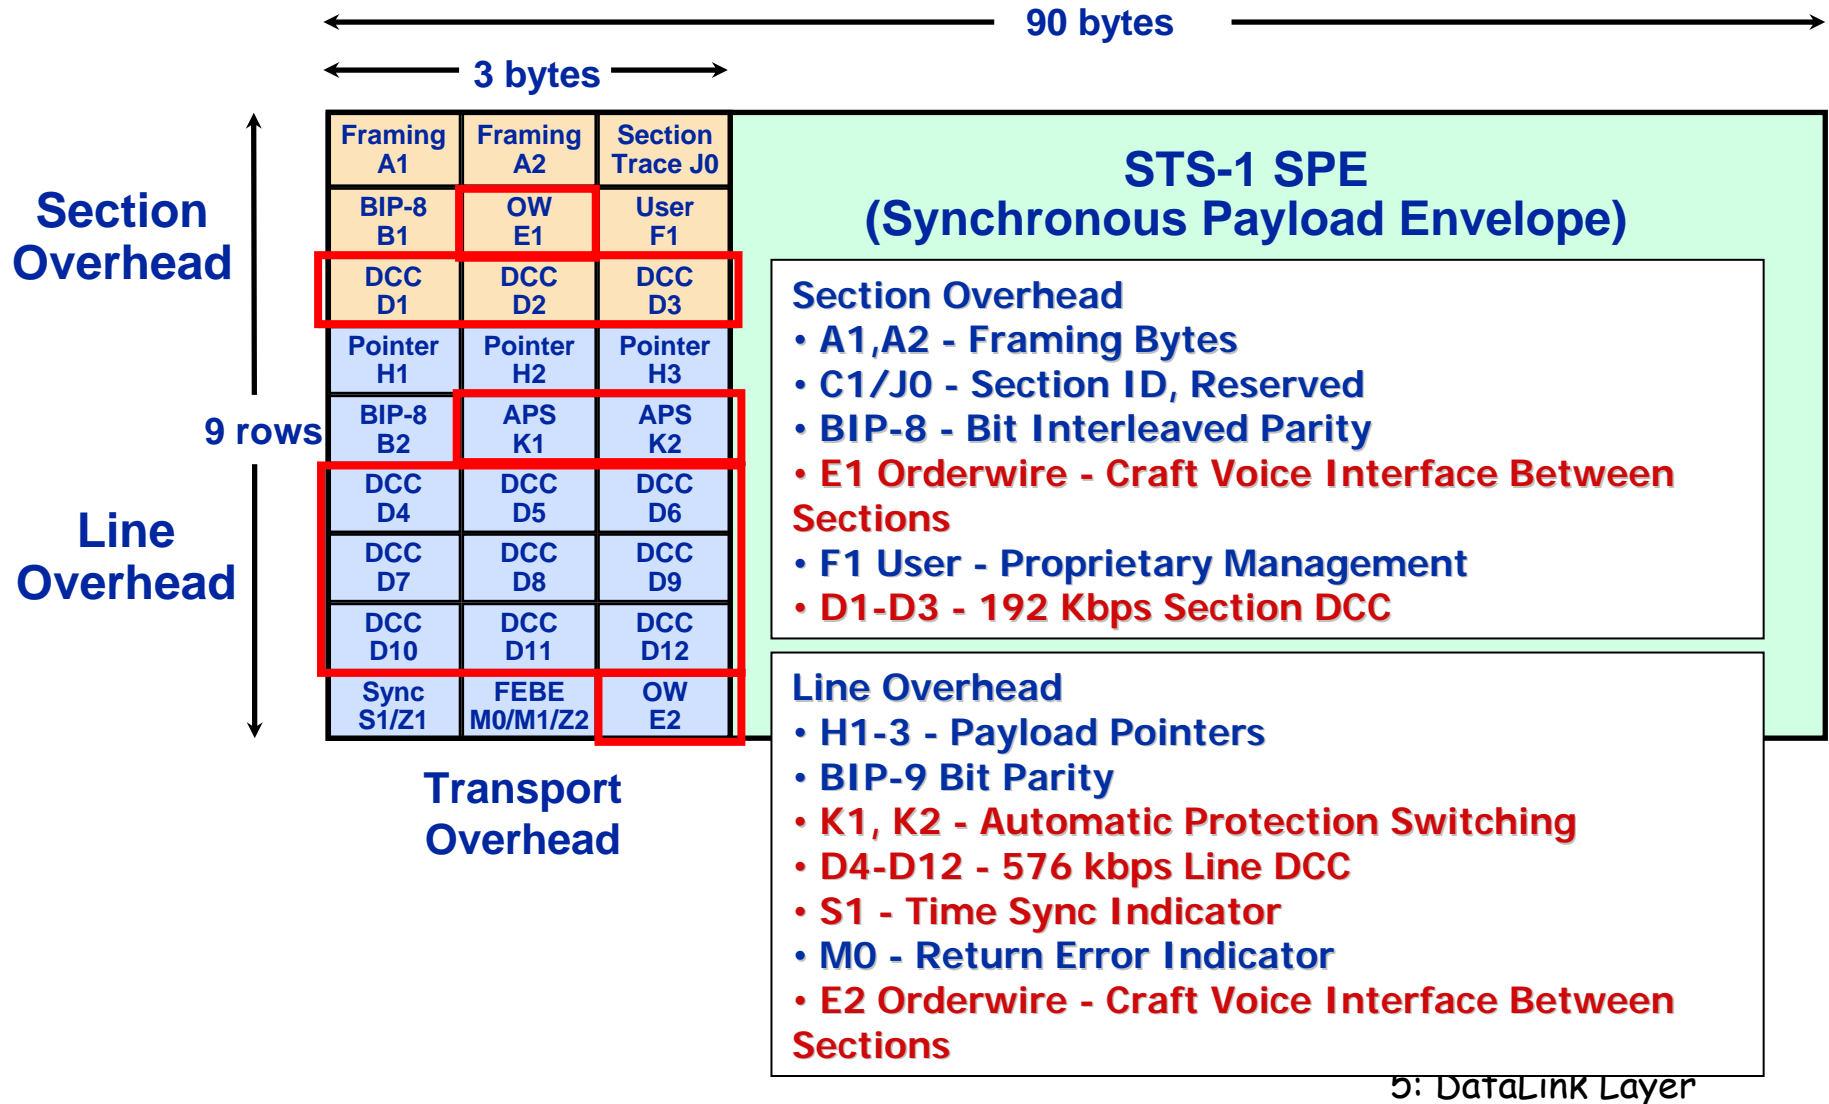 90 bytes
3 bytes
Framing A1
Framing A2
Section Trace J0
BIP-8 B1
OW E1
User F1
DCC D1
DCC D2
DCC D3
Pointer H1
Pointer H2
Pointer H3
BIP-8 B2
APS K1
APS K2
DCC D4
DCC D5
DCC D6
DCC D7
DCC D8
DCC D9
DCC D10
DCC D11
DCC D12
Sync S1/Z1
FEBE M0/M1/Z2
OW E2
Section
Overhead
9 rows
Line
Overhead
Transport
Overhead
STS-1 SPE
(Synchronous Payload Envelope)
Section Overhead
• A1,A2 - Framing Bytes
• C1/J0 - Section ID, Reserved
• BIP-8 - Bit Interleaved Parity
• E1 Orderwire - Craft Voice Interface Between
Sections
• F1 User - Proprietary Management
• D1-D3 - 192 Kbps Section DCC
Line Overhead
• H1-3 - Payload Pointers
• BIP-9 Bit Parity
• K1, K2 - Automatic Protection Switching
• D4-D12 - 576 kbps Line DCC
• S1 - Time Sync Indicator
• M0 - Return Error Indicator
• E2 Orderwire - Craft Voice Interface Between
Sections
5: DataLink Layer